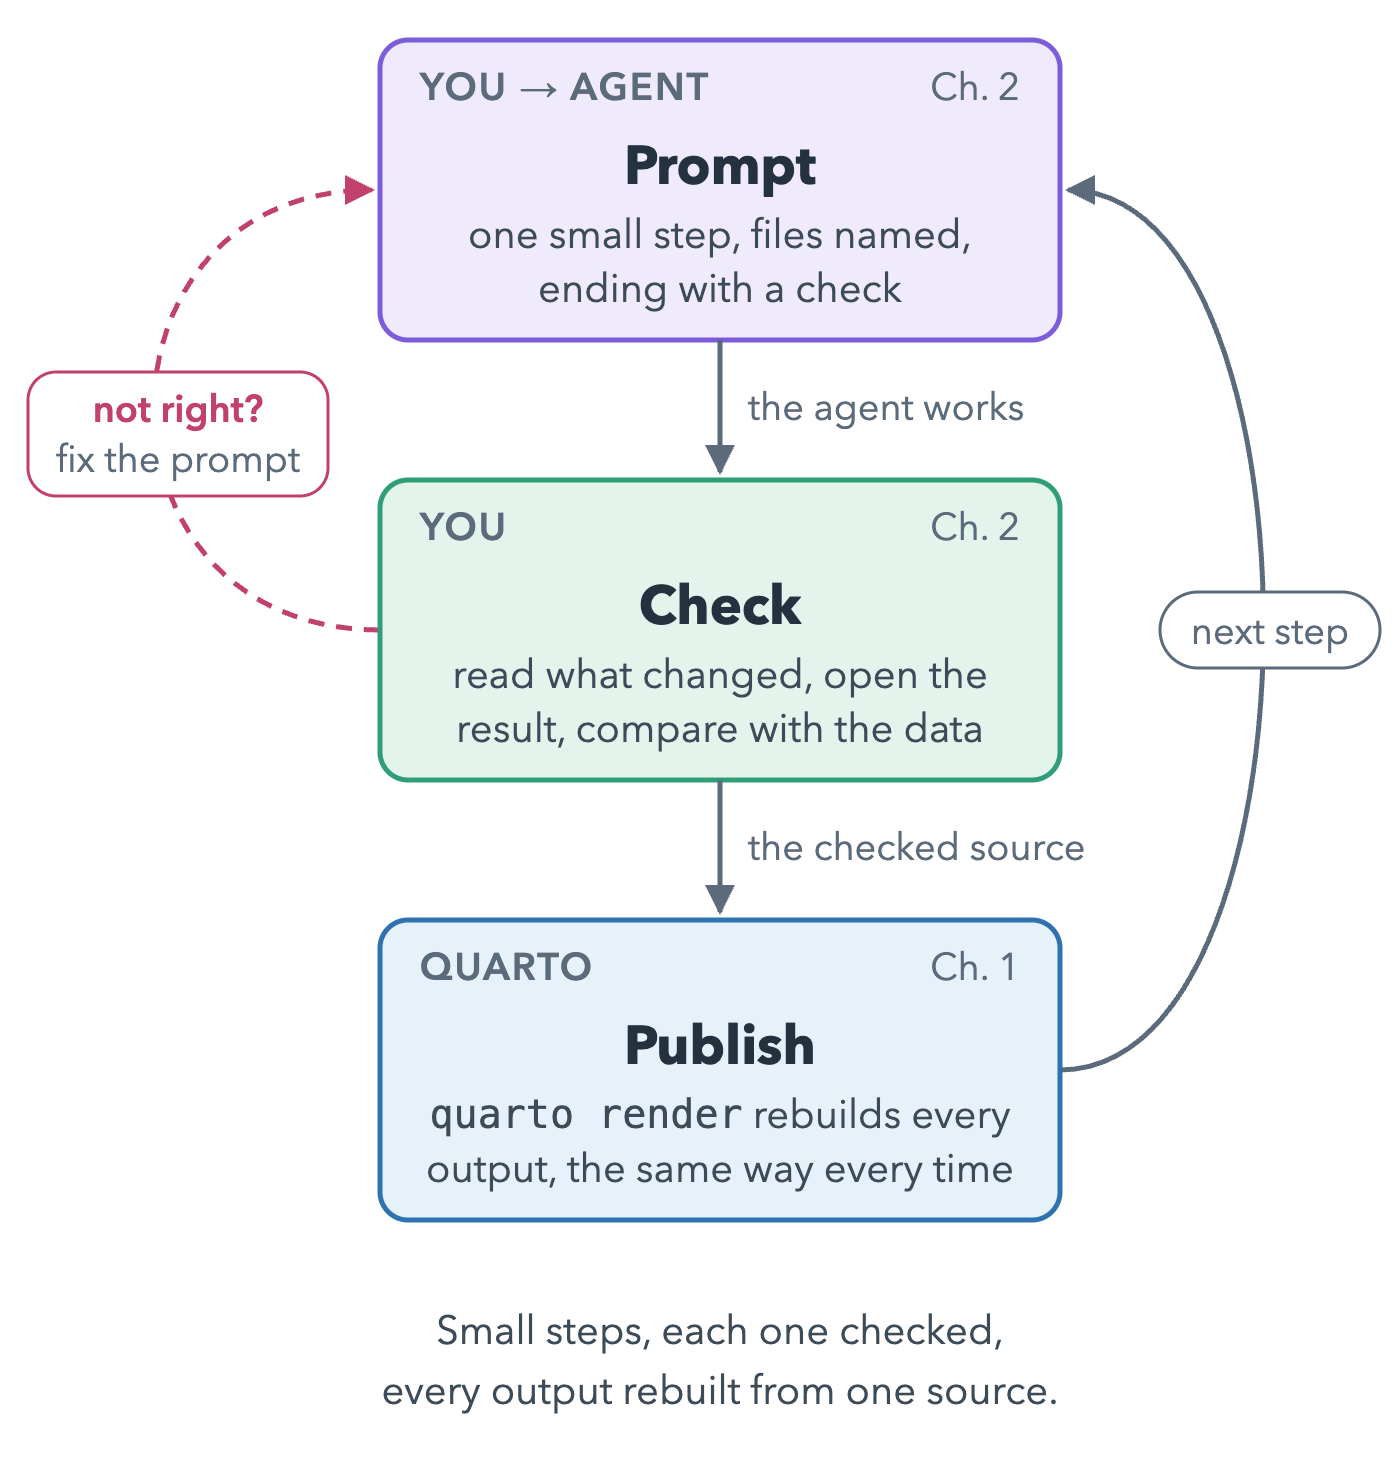 YOU → AGENT
Ch. 2
Prompt
one small step, files named,
ending with a check
the agent works
not right?
fix the prompt
YOU
Ch. 2
Check
read what changed, open the
result, compare with the data
next step
the checked source
QUARTO
Ch. 1
Publish
quarto render rebuilds every
output, the same way every time
Small steps, each one checked,
every output rebuilt from one source.